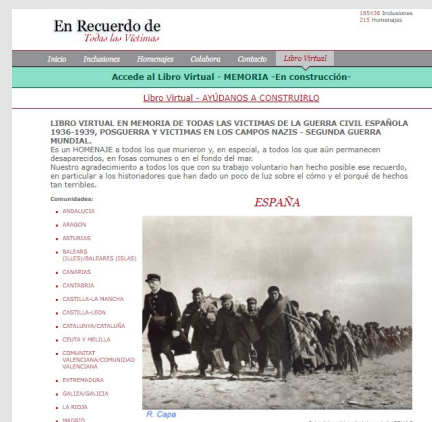 185438 Inclusiones
215 Homenajes
En Recuerdo de
Todas las Víctimas
Inicio Inclusiones Homenajes Colabora Contacto Libro Virtual
Accede al Libro Virtual - MEMORIA -En construcción-
Libro Virtual - AYÚDANOS A CONSTRUIRLO
LIBRO VIRTUAL EN MEMORIA DE TODAS LAS VICTIMAS DE LA GUERRA CIVIL ESPAÑOLA
1936-1939, POSGUERRA Y VICTIMAS EN LOS CAMPOS NAZIS - SEGUNDA GUERRA
MUNDIAL.
Es un HOMENAJE a todos los que murieron y, en especial, a todos los que aún permanecen
desaparecidos, en fosas comunes o en el fondo del mar.
Nuestro agradecimiento a todos los que con su trabajo voluntario han hecho posible ese recuerdo,
en particular a los historiadores que han dado un poco de luz sobre el cómo y el porqué de hechos
tan terribles.
Comunidades:
ESPAÑA
ANDALUCIA
ARAGON
ASTURIAS
BALEARS
(ILLES)/BALEARES (ISLAS)
CANARIAS
CANTABRIA
CASTILLA-LA MANCHA
CASTILLA-LEON
CATALUNYA/CATALUÑA
CEUTA Y MELILLA
COMUNITAT
VALENCIANA/COMUNIDAD
VALENCIANA
EXTREMADURA
GALIZA/GALICIA
LA RIOJA
MADRID
R. Capa